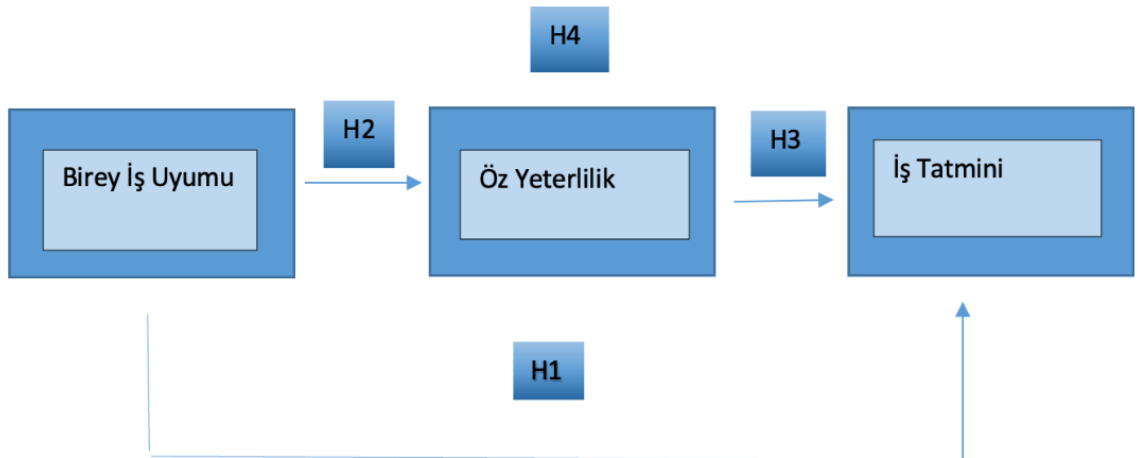 H4
H2
H3
Birey İş Uyumu
Öz Yeterlilik
İş Tatmini
H1